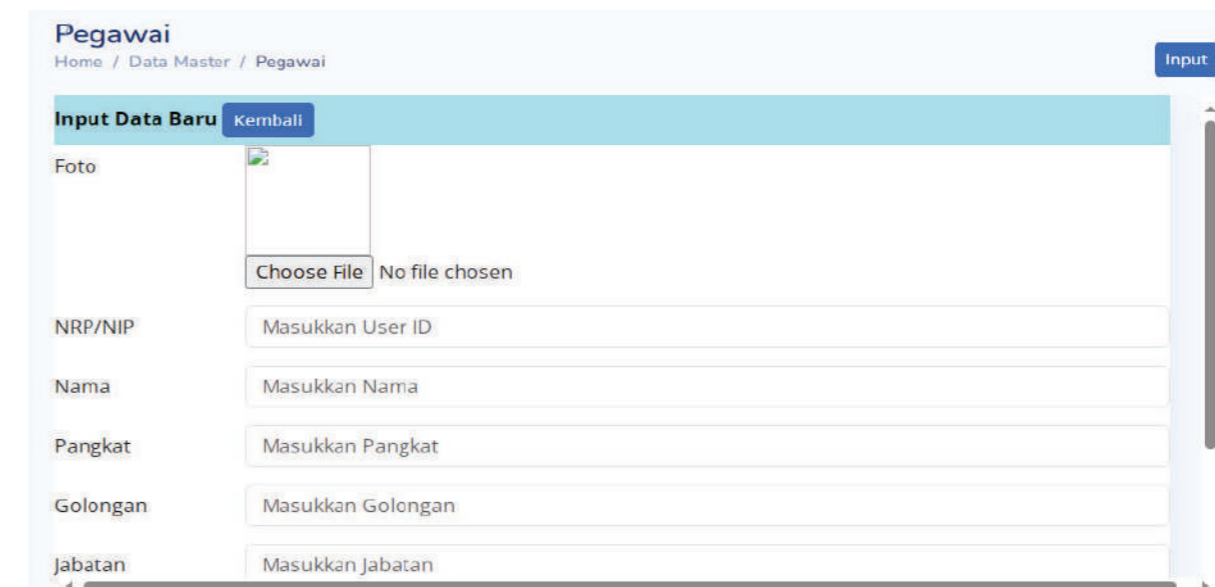 Pegawai
Home / Data Master / Pegawai
Input
Input Data Baru Kembali
Foto
Choose File No file chosen
NRP/NIP Masukkan User ID
Nama Masukkan Nama
Pangkat Masukkan Pangkat
Golongan Masukkan Golongan
Jabatan Masukkan Jabatan